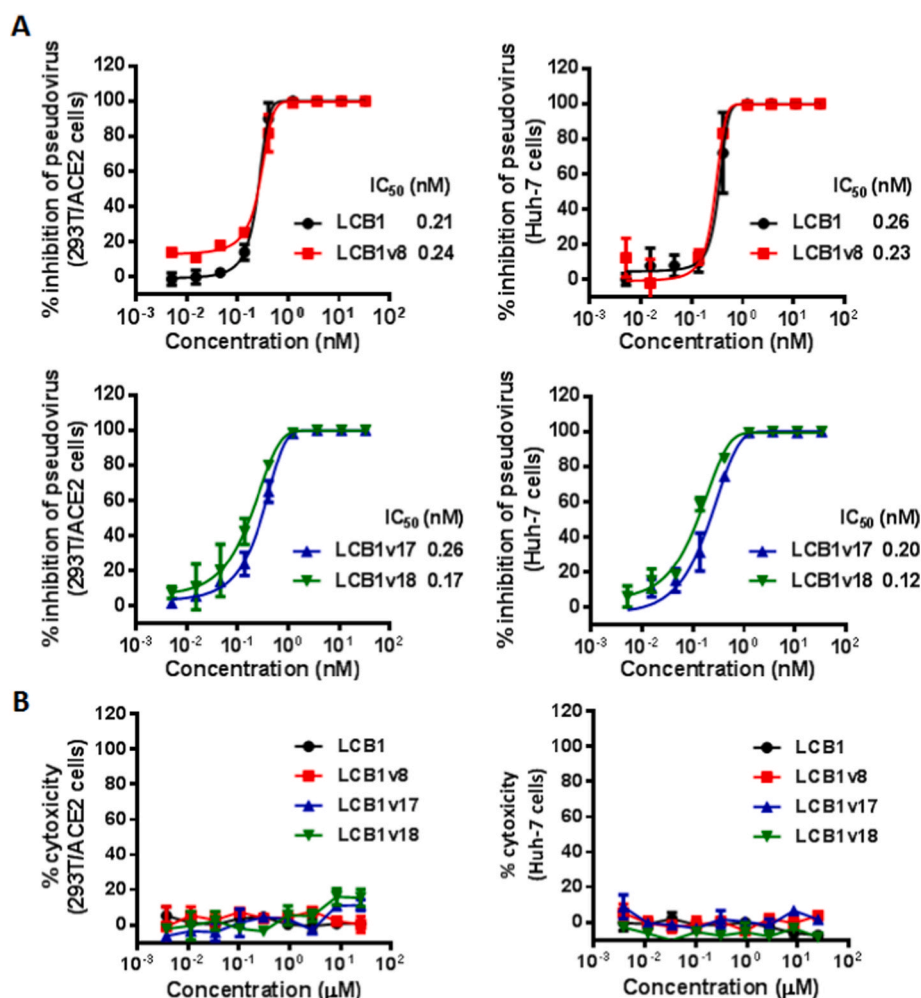 A
% inhibition of pseudovirus
(293T/ACE2 cells)
120
100
80
60
40
20
0
IC₅₀ (nM)
LCB1 0.21
LCB1v8 0.24
10⁻³ 10⁻² 10⁻¹ 10⁰ 10¹ 10²
Concentration (nM)
% inhibition of pseudovirus
(Huh-7 cells)
120
100
80
60
40
20
0
IC₅₀ (nM)
LCB1 0.26
LCB1v8 0.23
10⁻³ 10⁻² 10⁻¹ 10⁰ 10¹ 10²
Concentration (nM)
% inhibition of pseudovirus
(293T/ACE2 cells)
120
100
80
60
40
20
0
IC₅₀ (nM)
LCB1v17 0.26
LCB1v18 0.17
10⁻³ 10⁻² 10⁻¹ 10⁰ 10¹ 10²
Concentration (nM)
% inhibition of pseudovirus
(Huh-7 cells)
120
100
80
60
40
20
0
IC₅₀ (nM)
LCB1v17 0.20
LCB1v18 0.12
10⁻³ 10⁻² 10⁻¹ 10⁰ 10¹ 10²
Concentration (nM)
B
% cytoxicity
(293T/ACE2 cells)
120
100
80
60
40
20
0
LCB1
LCB1v8
LCB1v17
LCB1v18
10⁻³ 10⁻² 10⁻¹ 10⁰ 10¹ 10²
Concentration (μM)
% cytoxicity
(Huh-7 cells)
120
100
80
60
40
20
0
LCB1
LCB1v8
LCB1v17
LCB1v18
10⁻³ 10⁻² 10⁻¹ 10⁰ 10¹ 10²
Concentration (μM)